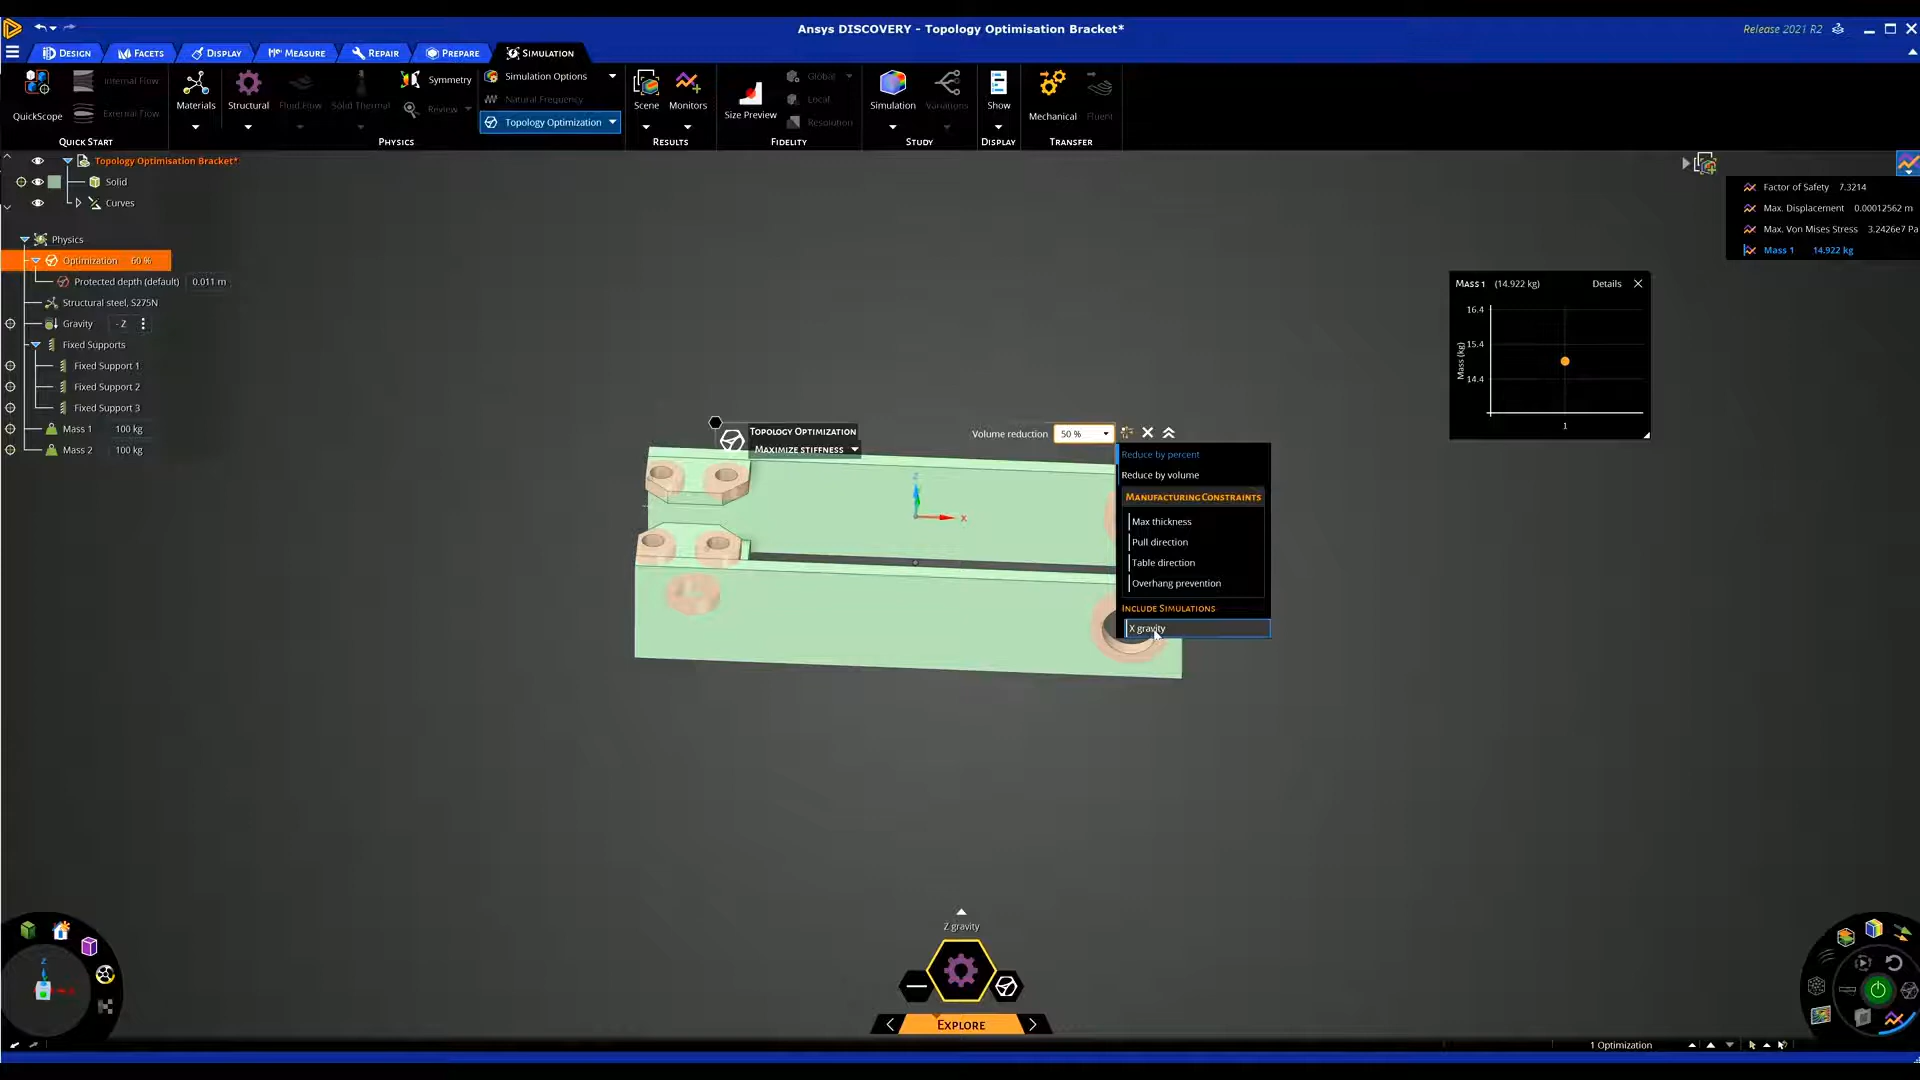 Ansys DISCOVERY - Topology Optimisation Bracket*
Release 2021 R2
DESIGN
FACETS
DISPLAY
MEASURE
REPAIR
PREPARE
SIMULATION
QuickScope
Internal Flow
External Flow
QUICK START
Materials
Structural
Fluid Flow
Solid Thermal
Symmetry
Review
Simulation Options
Natural Frequency
Topology Optimization
PHYSICS
Scene
Monitors
RESULTS
Size Preview
Global
Local
Resolution
FIDELITY
Simulation
Variations
STUDY
Show
DISPLAY
Mechanical
Fluent
TRANSFER
Topology Optimisation Bracket*
Solid
Curves
Physics
Optimization 60 %
Protected depth (default) 0.011 m
Structural steel, S275N
Gravity - Z
Fixed Supports
Fixed Support 1
Fixed Support 2
Fixed Support 3
Mass 1 100 kg
Mass 2 100 kg
Factor of Safety 7.3214
Max. Displacement 0.00012562 m
Max. Von Mises Stress 3.2426e7 Pa
Mass 1 14.922 kg
MASS 1 (14.922 kg) Details
16.4
15.4
14.4
Mass (kg)
1
TOPOLOGY OPTIMIZATION
MAXIMIZE STIFFNESS
Volume reduction 50 %
Reduce by percent
Reduce by volume
MANUFACTURING CONSTRAINTS
Max thickness
Pull direction
Table direction
Overhang prevention
INCLUDE SIMULATIONS
X gravity
Z
X
Z gravity
EXPLORE
Z
1 Optimization